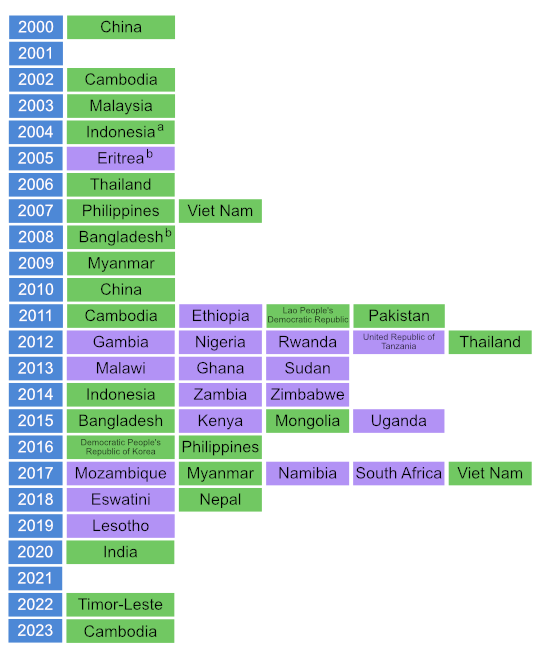 2000 China
2001
2002 Cambodia
2003 Malaysia
2004 Indonesia a
2005 Eritrea b
2006 Thailand
2007 Philippines Viet Nam
2008 Bangladesh b
2009 Myanmar
2010 China
2011 Cambodia Ethiopia Lao People's Democratic Republic Pakistan
2012 Gambia Nigeria Rwanda United Republic of Tanzania Thailand
2013 Malawi Ghana Sudan
2014 Indonesia Zambia Zimbabwe
2015 Bangladesh Kenya Mongolia Uganda
2016 Democratic People's Republic of Korea Philippines
2017 Mozambique Myanmar Namibia South Africa Viet Nam
2018 Eswatini Nepal
2019 Lesotho
2020 India
2021
2022 Timor-Leste
2023 Cambodia